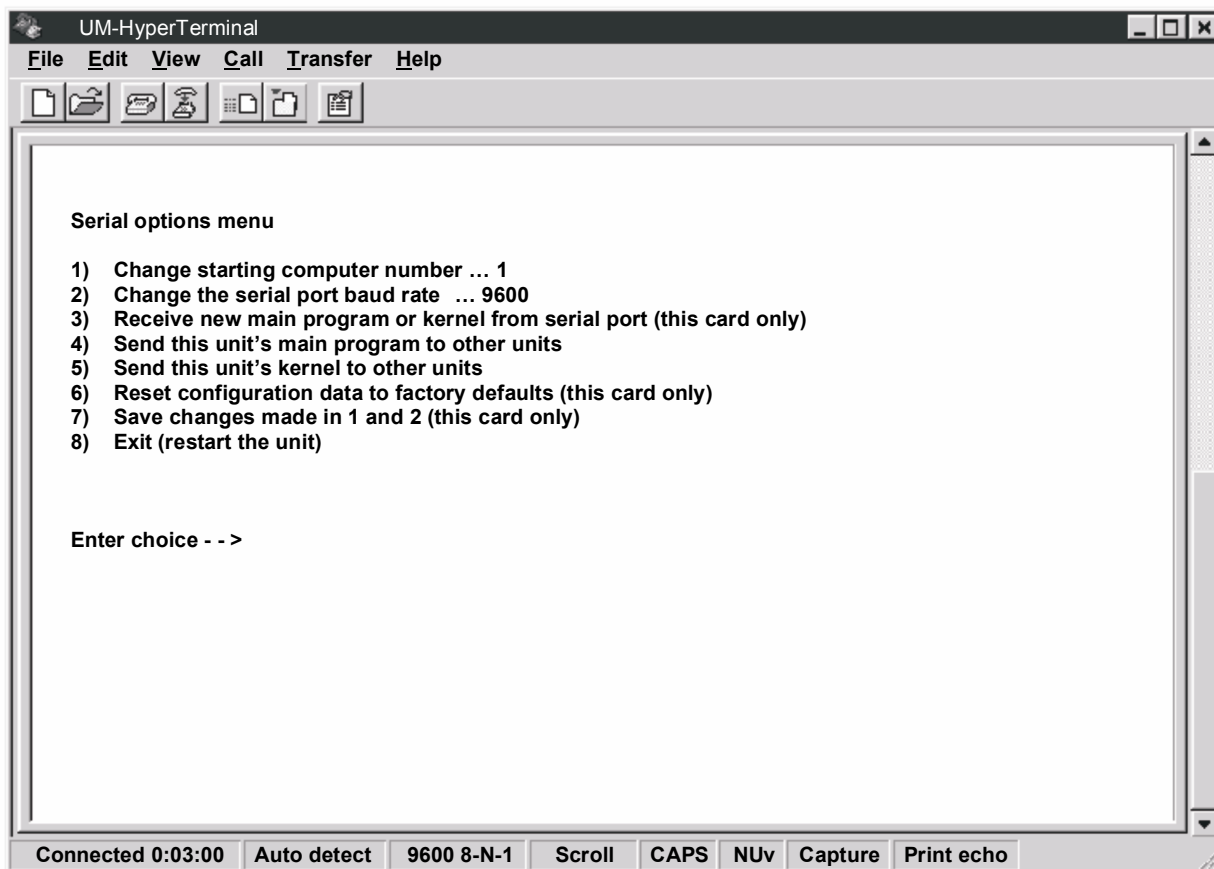 UM-HyperTerminal
File Edit View Call Transfer Help
Serial options menu
1) Change starting computer number … 1
2) Change the serial port baud rate … 9600
3) Receive new main program or kernel from serial port (this card only)
4) Send this unit’s main program to other units
5) Send this unit’s kernel to other units
6) Reset configuration data to factory defaults (this card only)
7) Save changes made in 1 and 2 (this card only)
8) Exit (restart the unit)
Enter choice - - >
Connected 0:03:00 Auto detect 9600 8-N-1 Scroll CAPS NUv Capture Print echo